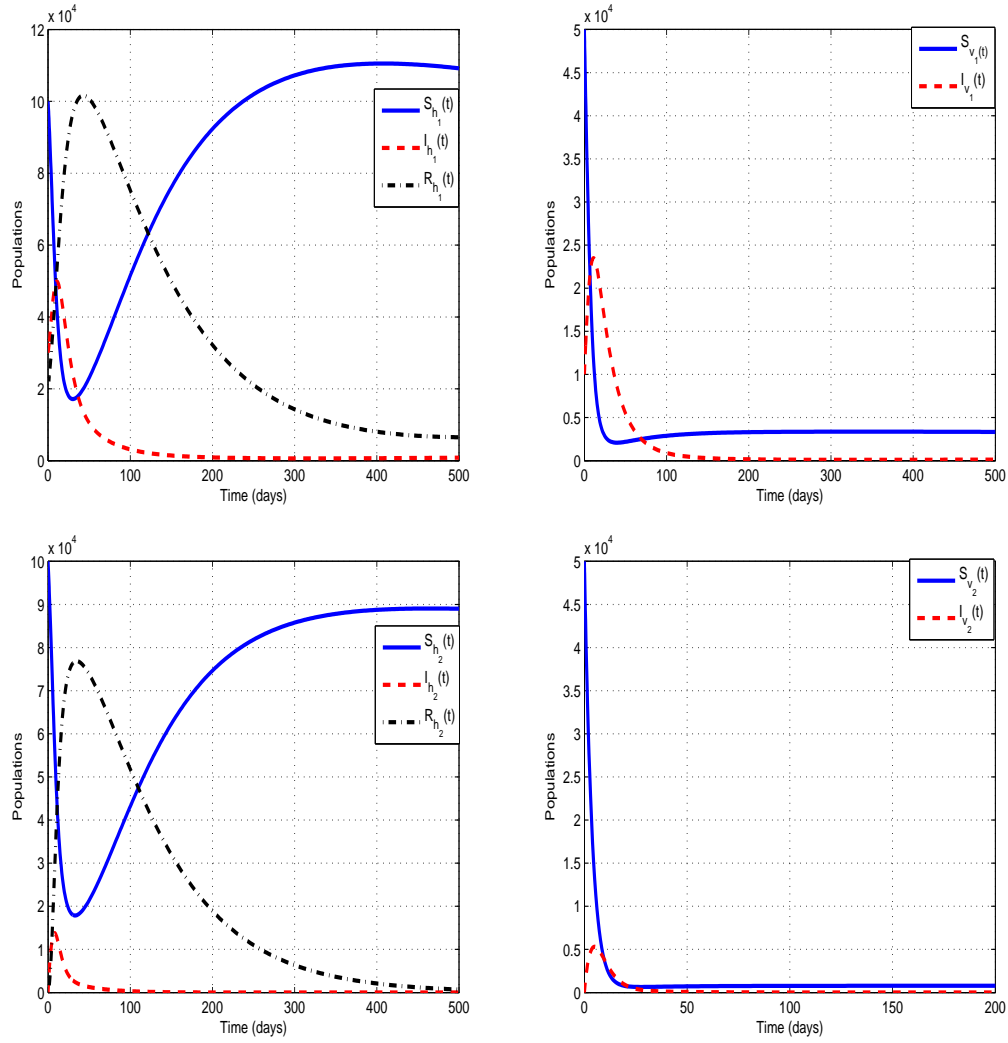 x 10^4
12
10
8
6
4
2
0
0 100 200 300 400 500
Populations
Time (days)
S_{h_1}(t)
I_{h_1}(t)
R_{h_1}(t)
x 10^4
5
4.5
4
3.5
3
2.5
2
1.5
1
0.5
0
0 100 200 300 400 500
Populations
Time (days)
S_{v_1(t)}
I_{v_1}(t)
x 10^4
10
9
8
7
6
5
4
3
2
1
0
0 100 200 300 400 500
Populations
Time (days)
S_{h_2}(t)
I_{h_2}(t)
R_{h_2}(t)
x 10^4
5
4.5
4
3.5
3
2.5
2
1.5
1
0.5
0
0 50 100 150 200
Populations
Time (days)
S_{v_2}(t)
I_{v_2}(t)